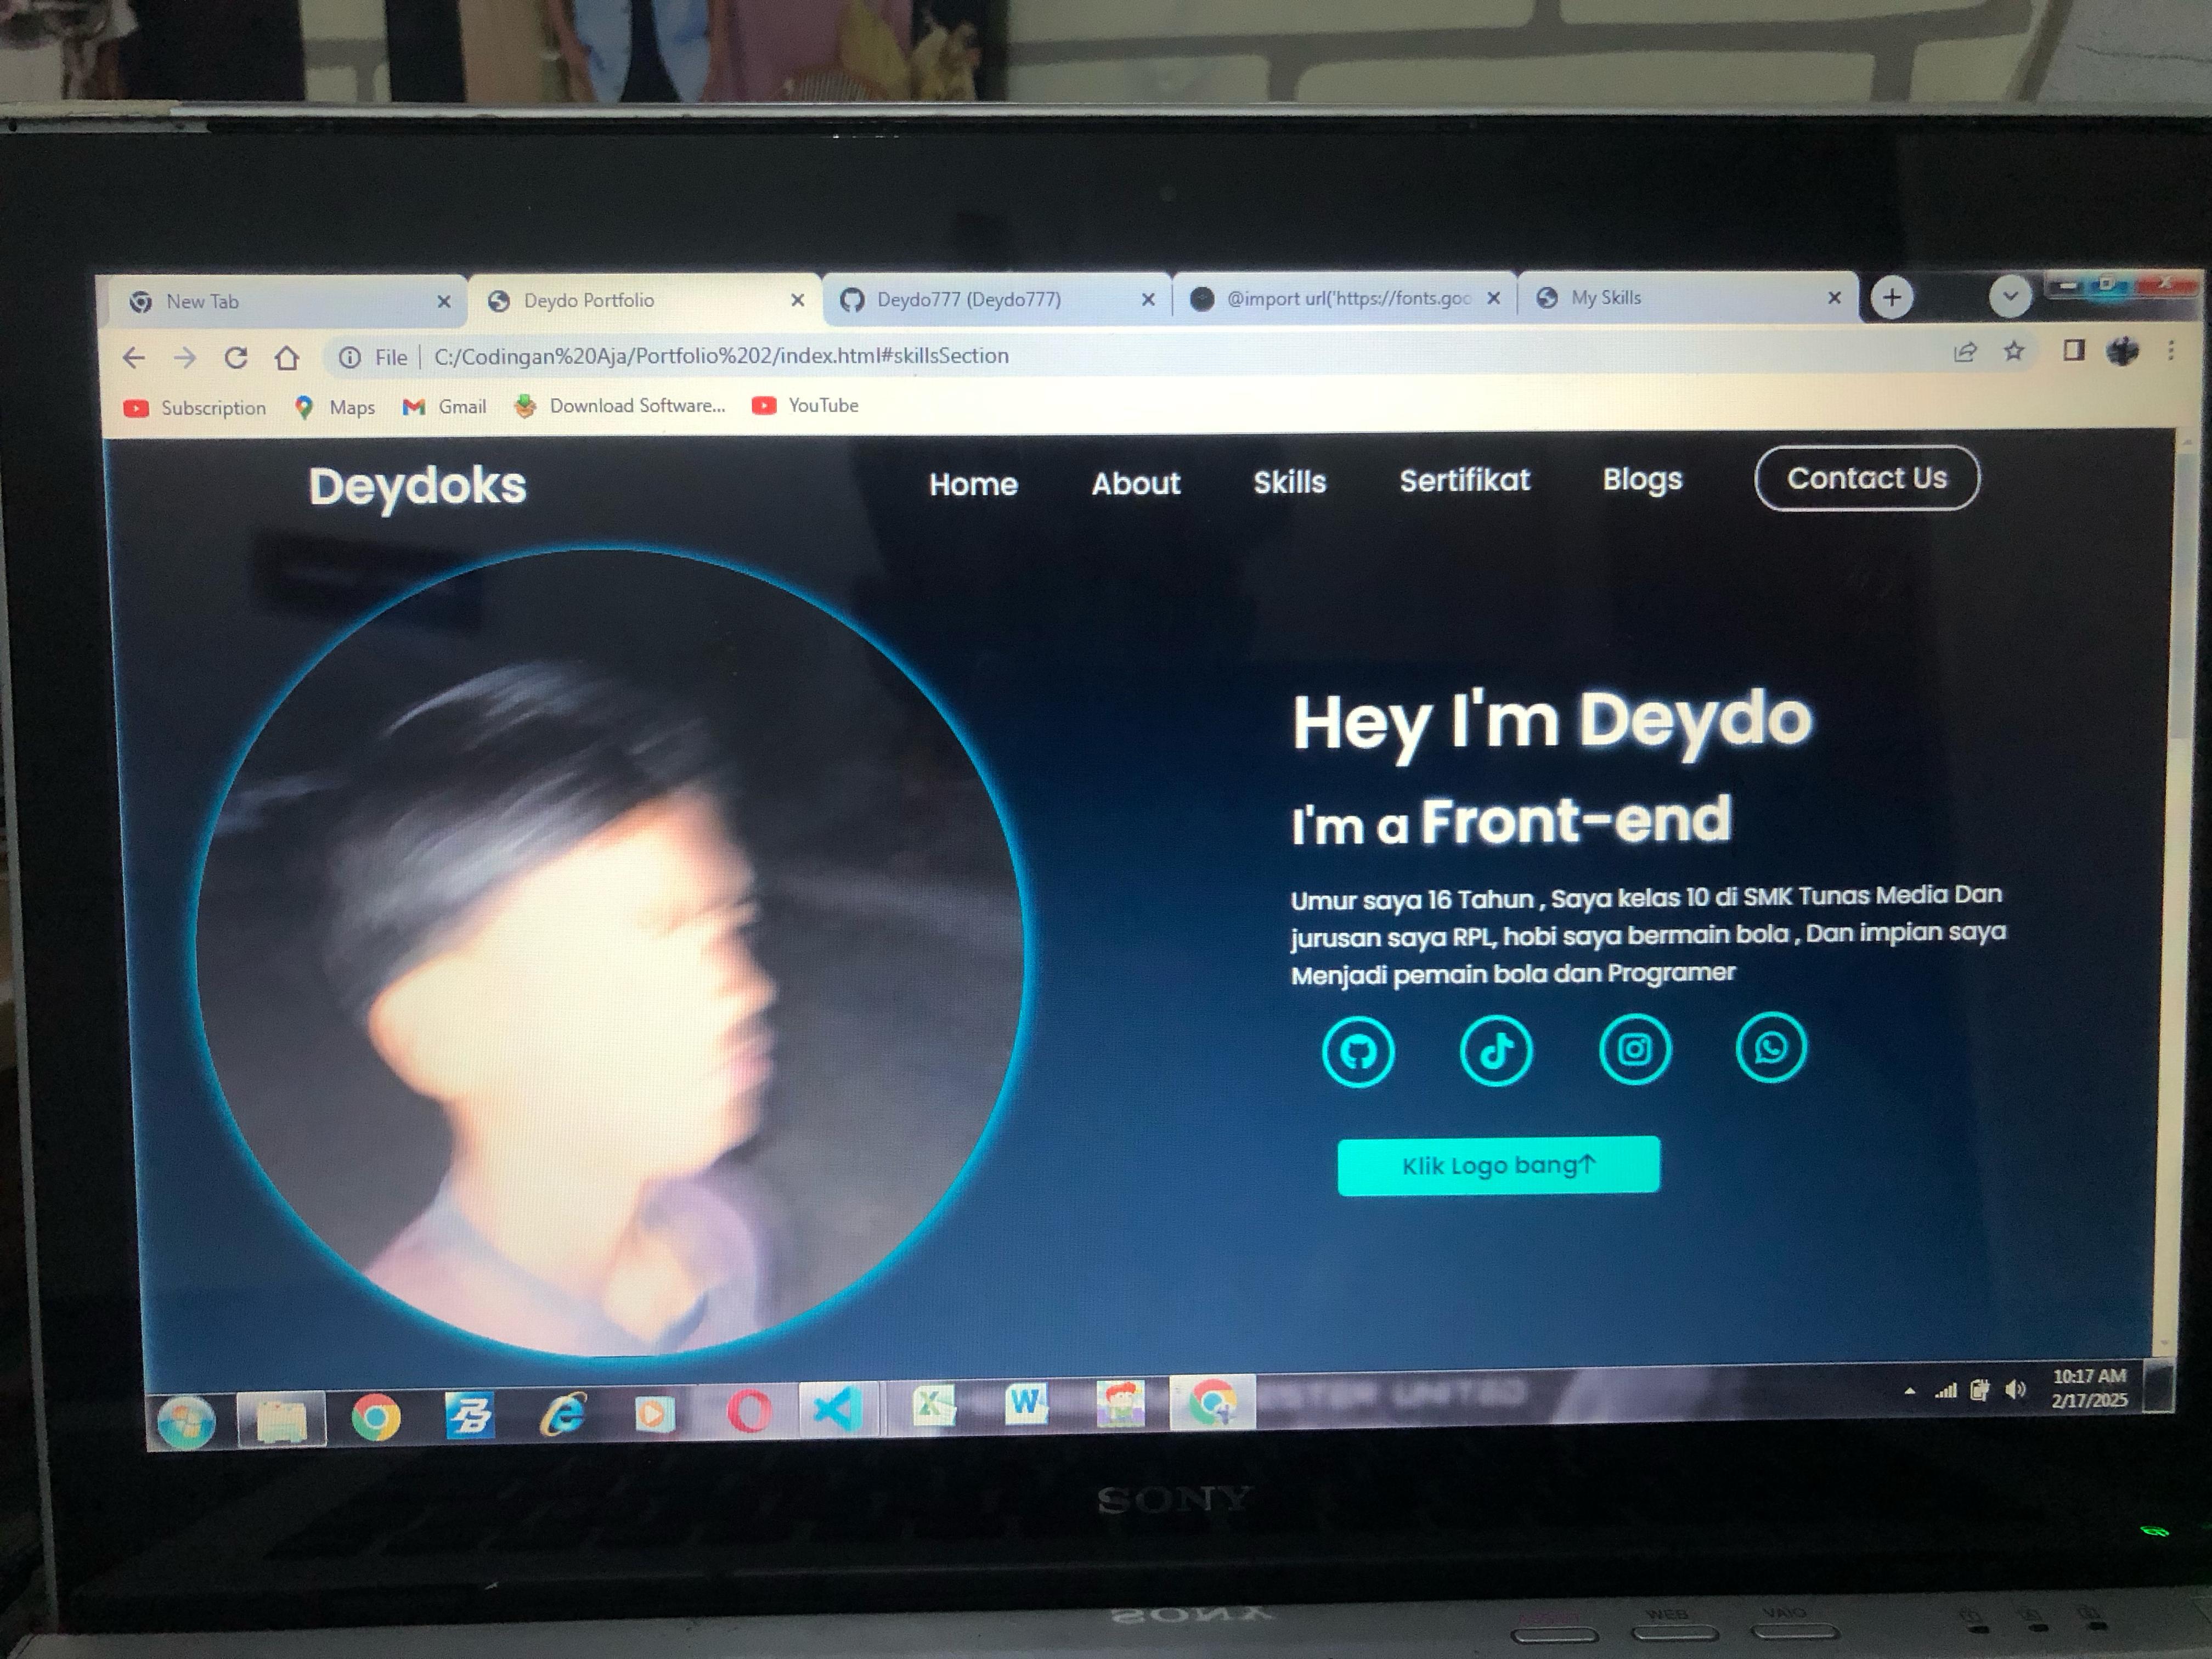 New Tab
Deydo Portfolio
Deydo777 (Deydo777)
@import url('https://fonts.goo
My Skills
File
C:/Codingan%20Aja/Portfolio%202/index.html#skillsSection
Subscription
Maps
Gmail
Download Software...
YouTube
Deydoks
Home
About
Skills
Sertifikat
Blogs
Contact Us
Hey I'm Deydo
I'm a Front-end
Umur saya 16 Tahun , Saya kelas 10 di SMK Tunas Media Dan
jurusan saya RPL, hobi saya bermain bola , Dan impian saya
Menjadi pemain bola dan Programer
Klik Logo bang↑
10:17 AM
2/17/2025
SONY
WEB
VAIO